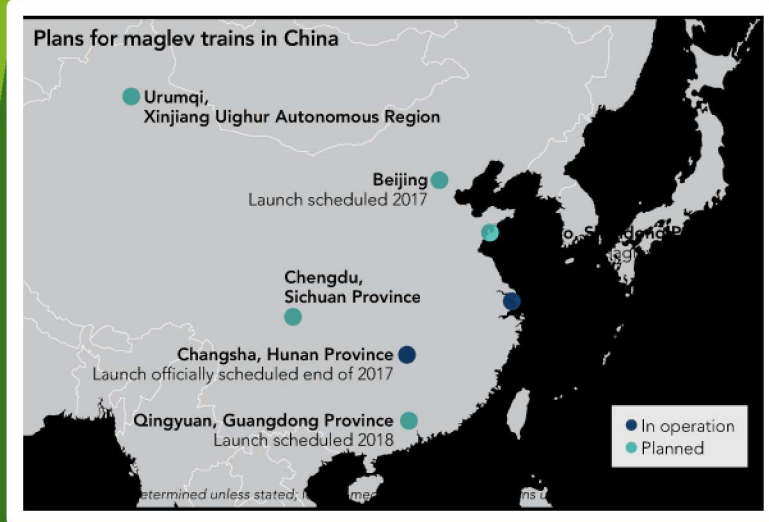 Plans for maglev trains in China
Urumqi,
Xinjiang Uighur Autonomous Region
Beijing
Launch scheduled 2017
Chengdu,
Sichuan Province
Changsha, Hunan Province
Launch officially scheduled end of 2017
Qingyuan, Guangdong Province
Launch scheduled 2018
In operation
Planned
unless stated;